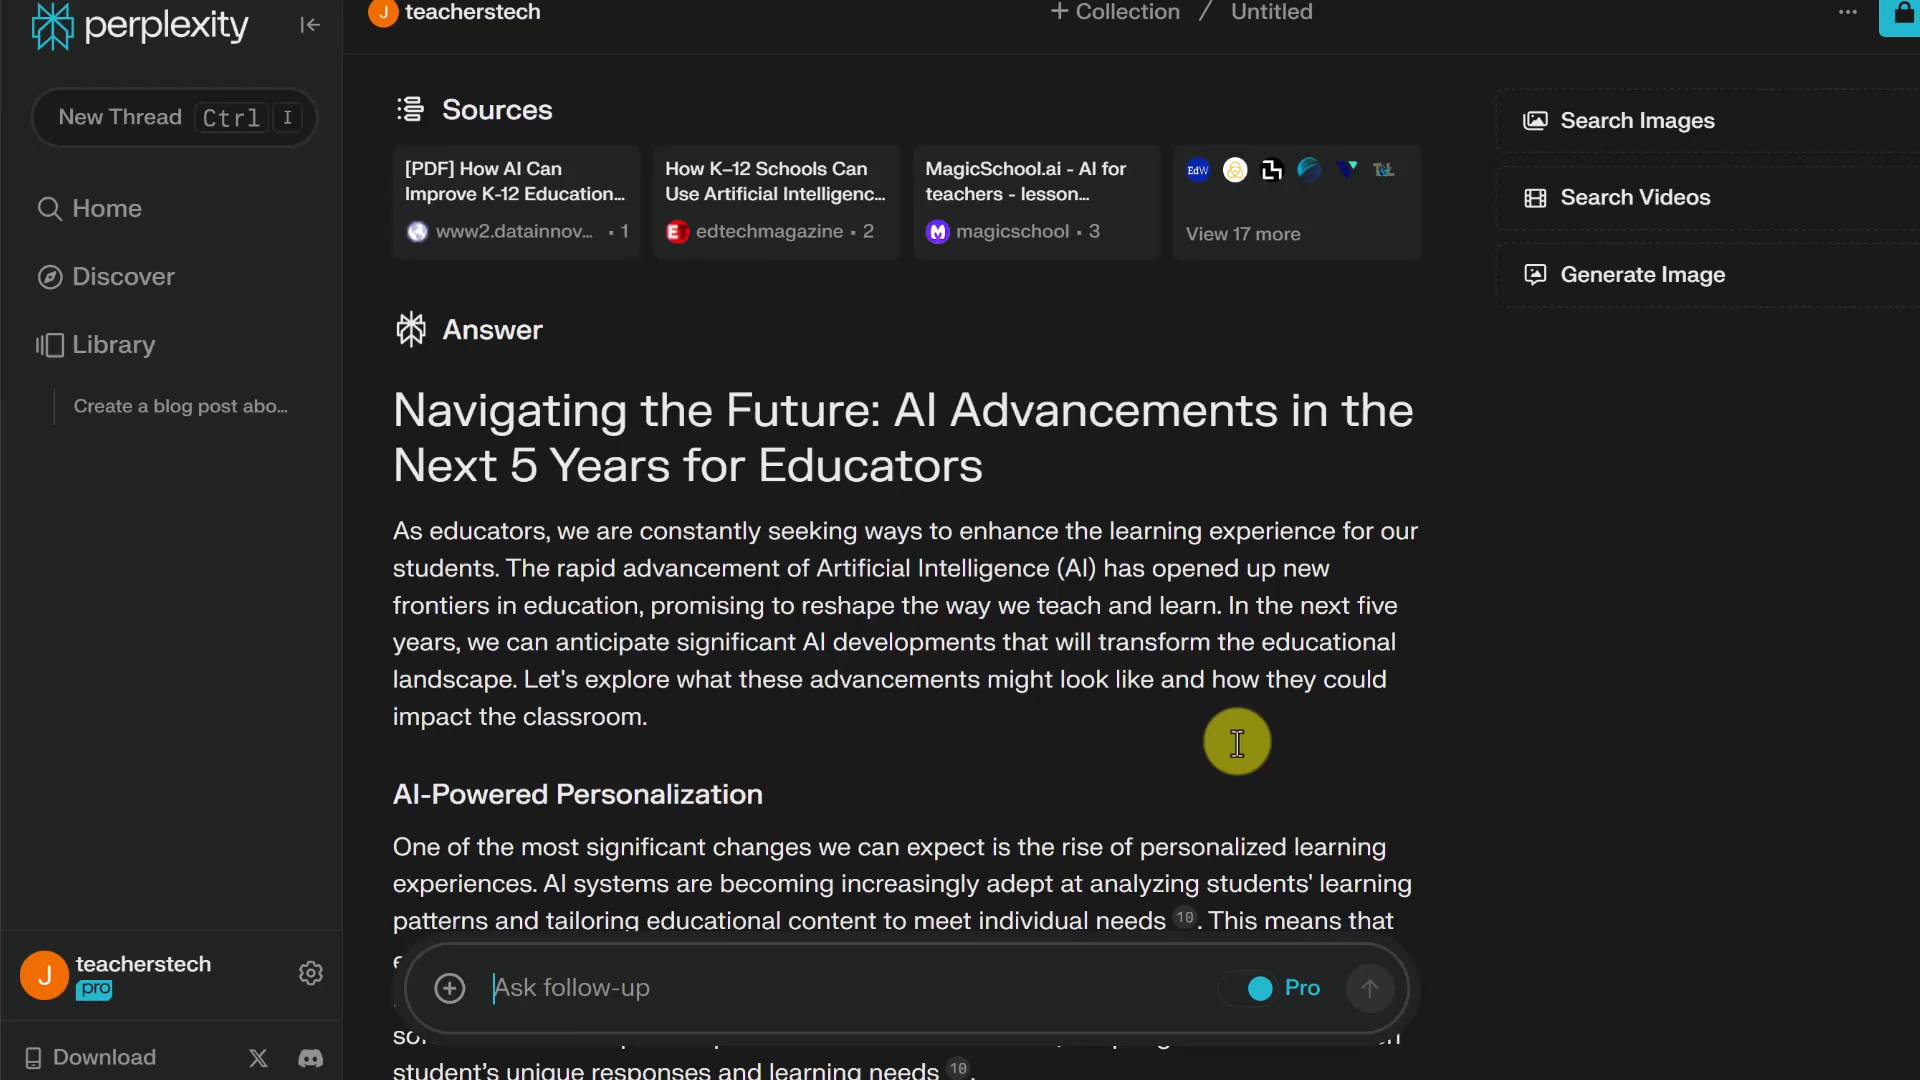 perplexity
New Thread Ctrl I
Home
Discover
Library
Create a blog post abo...
J teacherstech
pro
Download
J teacherstech
+ Collection / Untitled
Sources
[PDF] How AI Can
Improve K-12 Education...
www2.datainnov... • 1
How K–12 Schools Can
Use Artificial Intelligenc...
E edtechmagazine • 2
MagicSchool.ai - AI for
teachers - lesson...
magicschool • 3
EdW
View 17 more
Answer
Navigating the Future: AI Advancements in the
Next 5 Years for Educators
As educators, we are constantly seeking ways to enhance the learning experience for our
students. The rapid advancement of Artificial Intelligence (AI) has opened up new
frontiers in education, promising to reshape the way we teach and learn. In the next five
years, we can anticipate significant AI developments that will transform the educational
landscape. Let's explore what these advancements might look like and how they could
impact the classroom.
AI-Powered Personalization
One of the most significant changes we can expect is the rise of personalized learning
experiences. AI systems are becoming increasingly adept at analyzing students' learning
patterns and tailoring educational content to meet individual needs 10 . This means that
Ask follow-up
Pro
student's unique responses and learning needs 10 .
Search Images
Search Videos
Generate Image